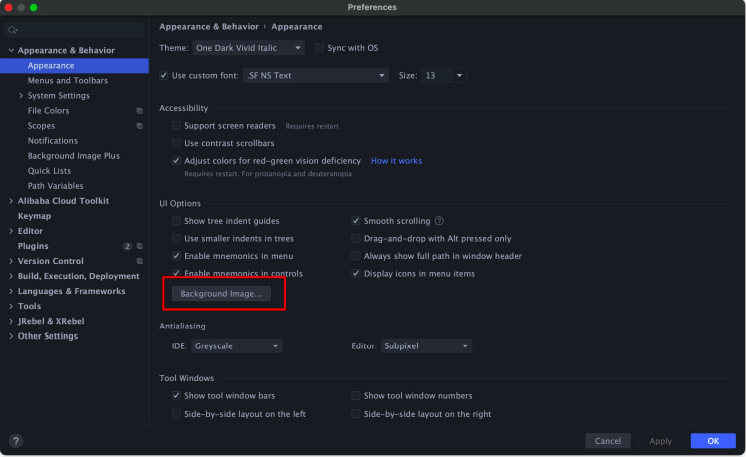 Preferences
Appearance & Behavior
Appearance
Menus and Toolbars
System Settings
File Colors
Scopes
Notifications
Background Image Plus
Quick Lists
Path Variables
Alibaba Cloud Toolkit
Keymap
Editor
Plugins 2
Version Control
Build, Execution, Deployment
Languages & Frameworks
Tools
JRebel & XRebel
Other Settings
Appearance & Behavior › Appearance
Theme: One Dark Vivid Italic Sync with OS
Use custom font: .SF NS Text Size: 13
Accessibility
Support screen readers Requires restart
Use contrast scrollbars
Adjust colors for red-green vision deficiency How it works
Requires restart. For protanopia and deuteranopia
UI Options
Show tree indent guides Smooth scrolling ?
Use smaller indents in trees Drag-and-drop with Alt pressed only
Enable mnemonics in menu Always show full path in window header
Enable mnemonics in controls Display icons in menu items
Background Image...
Antialiasing
IDE: Greyscale Editor: Subpixel
Tool Windows
Show tool window bars Show tool window numbers
Side-by-side layout on the left Side-by-side layout on the right
? Cancel Apply OK